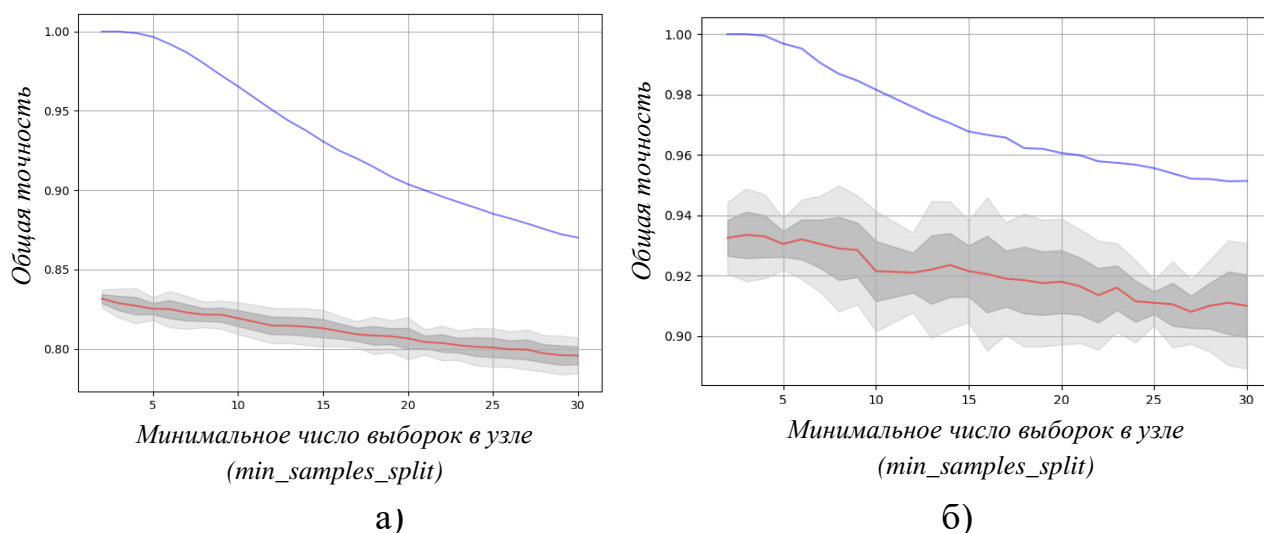 1.00
0.95
0.90
0.85
0.80
Общая точность
5 10 15 20 25 30
Минимальное число выборок в узле
(min_samples_split)
а)
1.00
0.98
0.96
0.94
0.92
0.90
Общая точность
5 10 15 20 25 30
Минимальное число выборок в узле
(min_samples_split)
б)